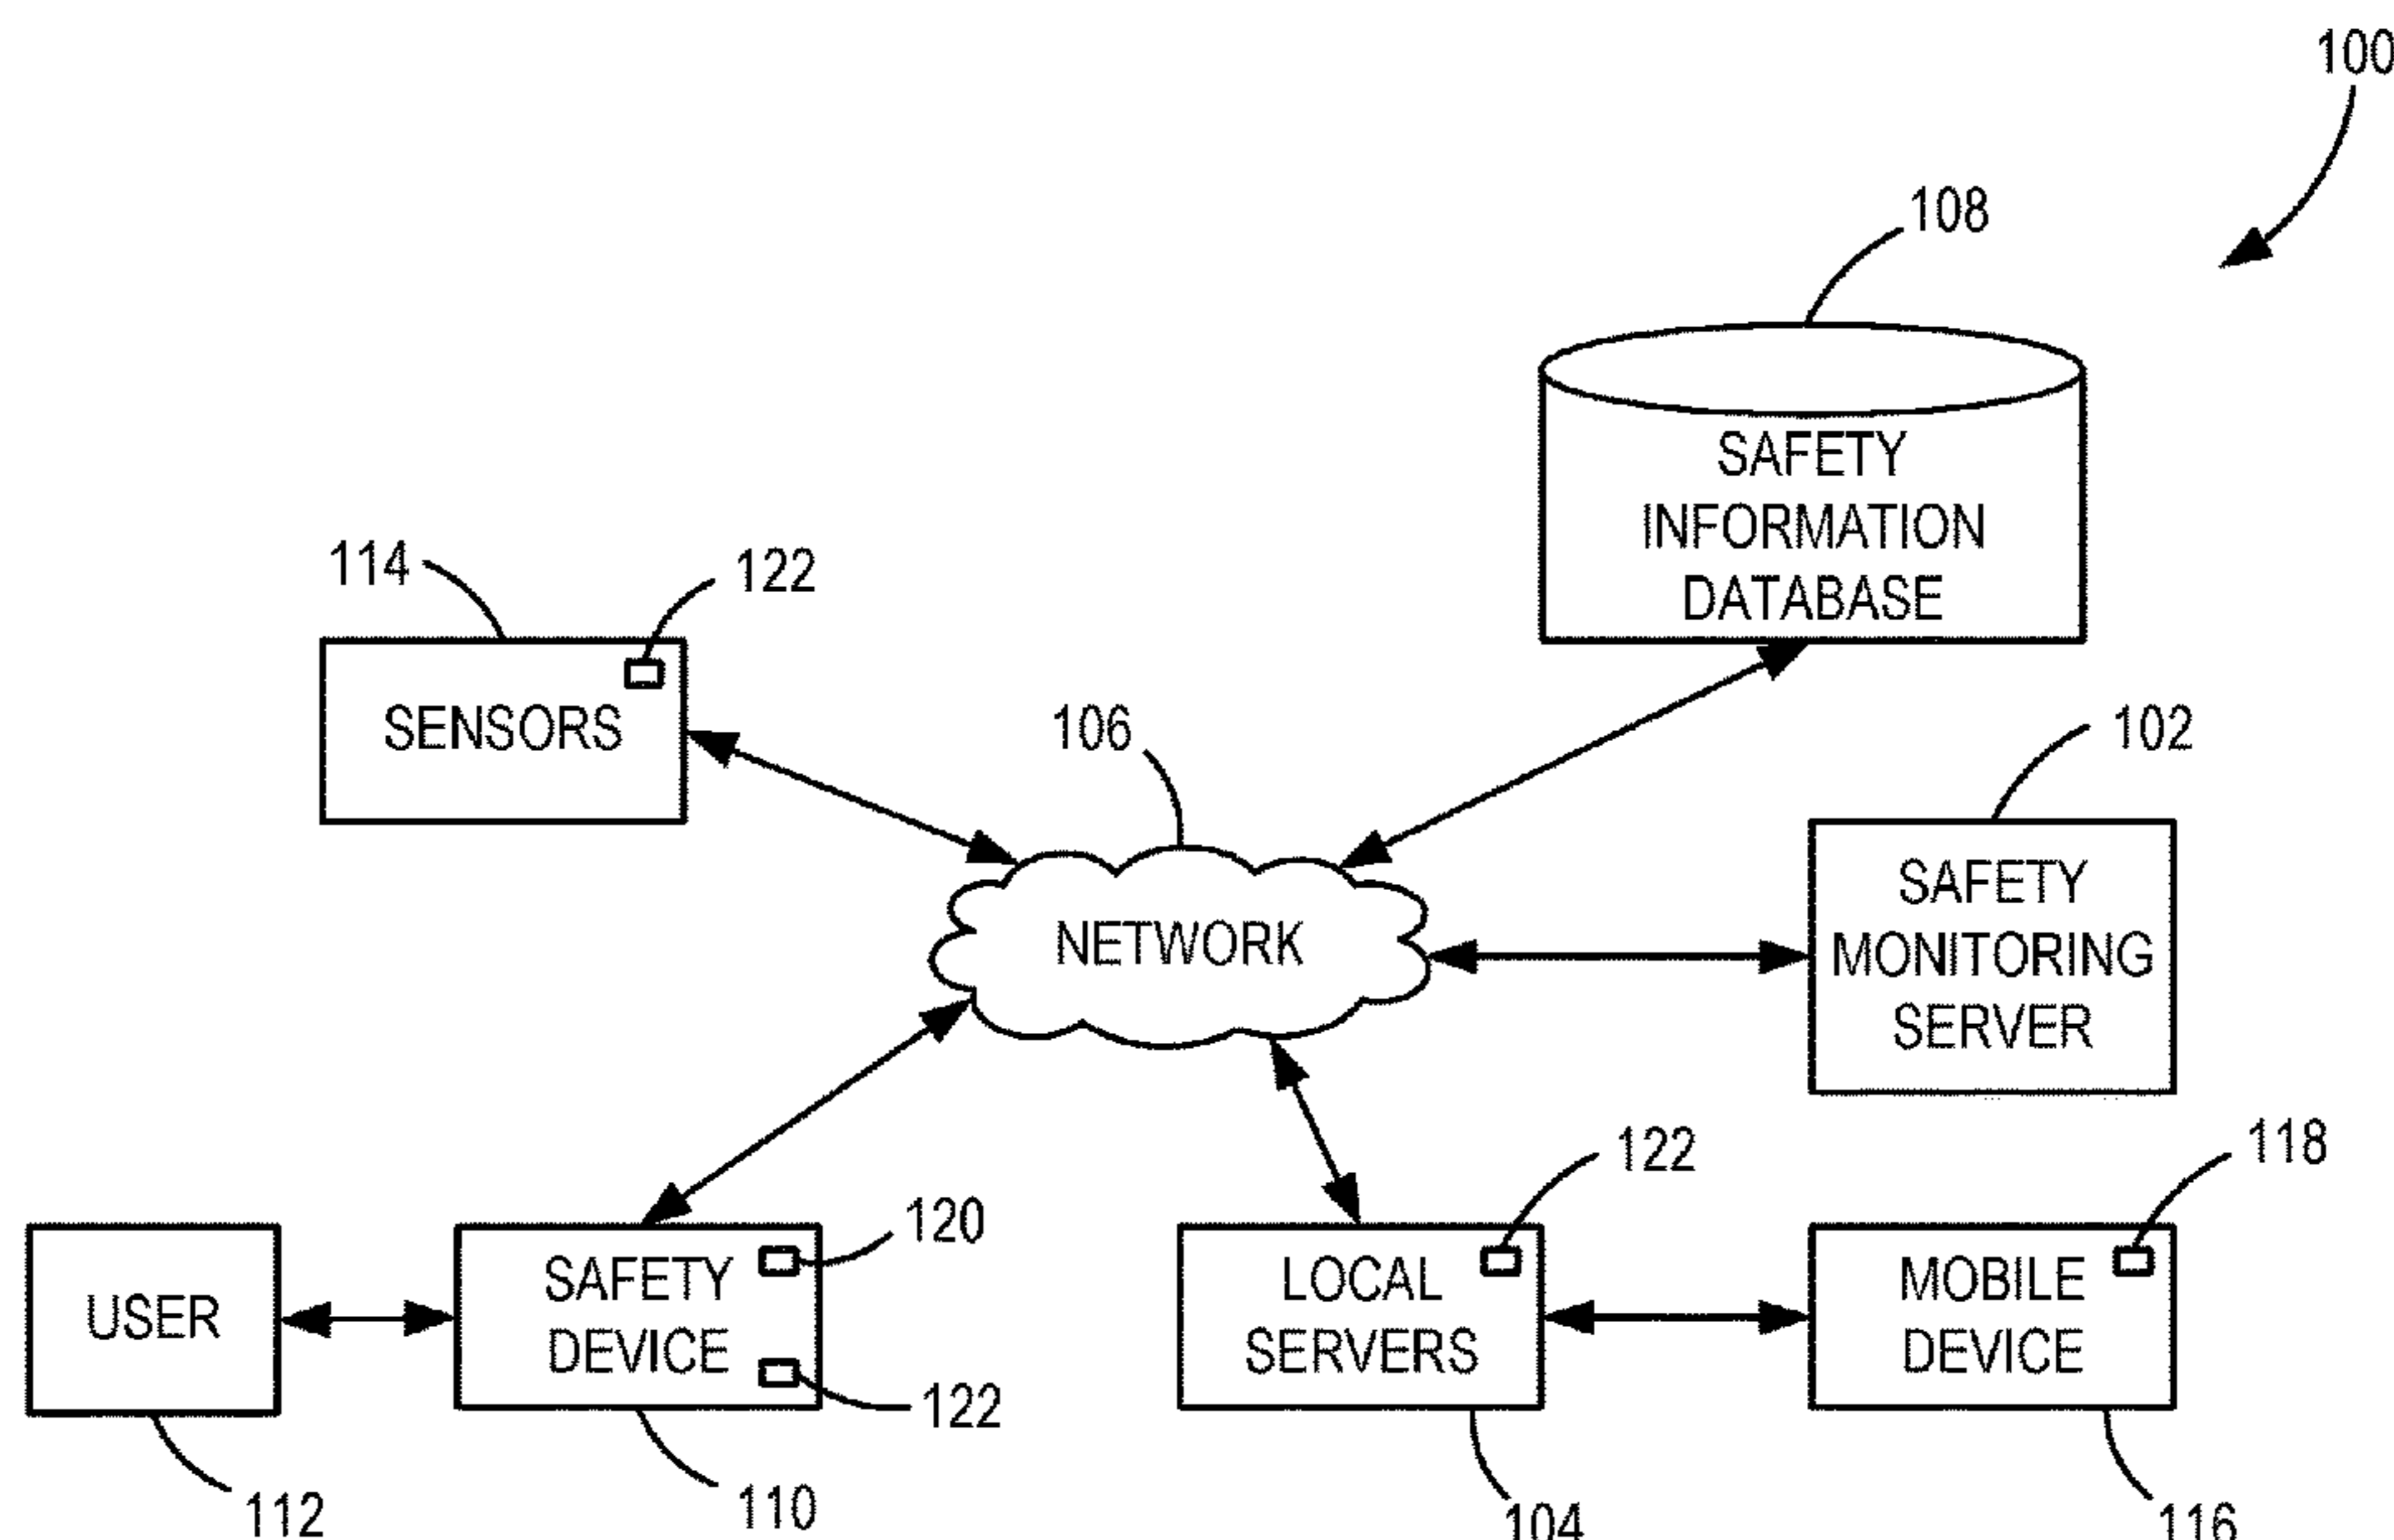 100
108
SAFETY
INFORMATION
DATABASE
114
122
SENSORS
106
102
NETWORK
SAFETY
MONITORING
SERVER
122
118
120
USER
SAFETY
DEVICE
LOCAL
SERVERS
MOBILE
DEVICE
122
112
110
104
116